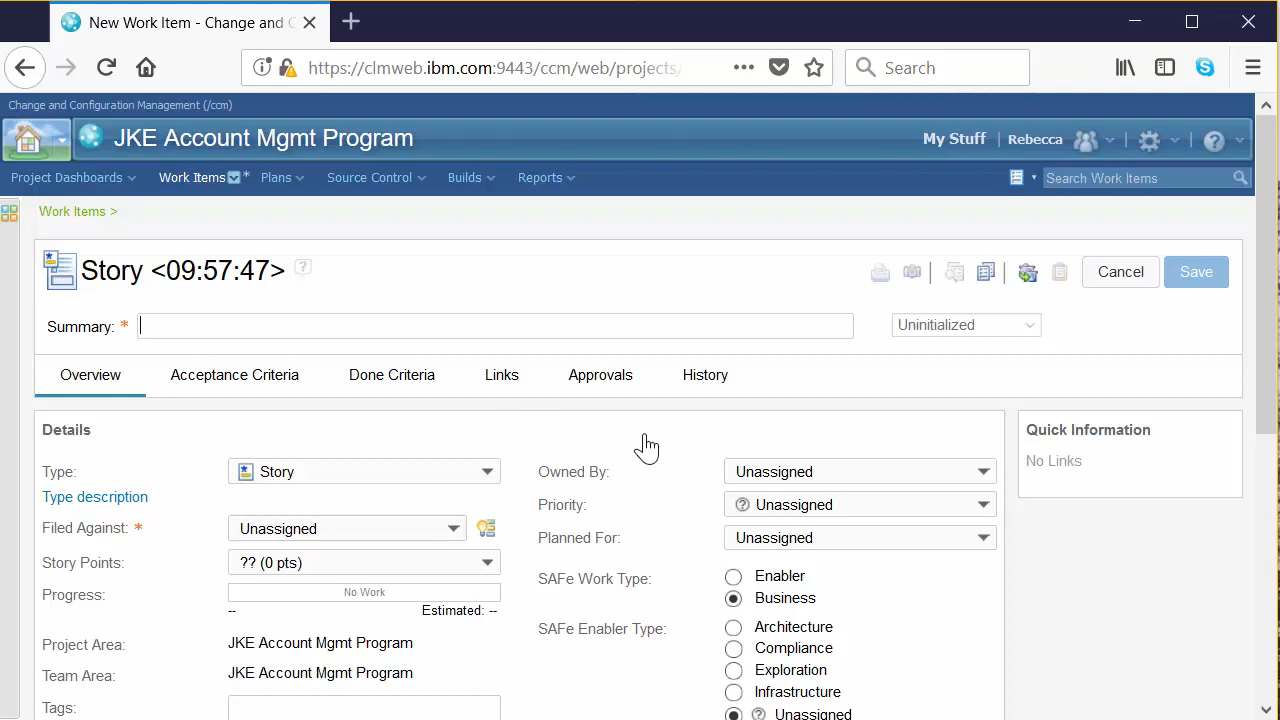 New Work Item - Change and C
https://clmweb.ibm.com:9443/ccm/web/projects/
Search
Change and Configuration Management (/ccm)
JKE Account Mgmt Program
My Stuff | Rebecca
Project Dashboards Work Items * Plans Source Control Builds Reports
Search Work Items
Work Items >
Story <09:57:47> ?
Cancel Save
Summary: *
Uninitialized
Overview Acceptance Criteria Done Criteria Links Approvals History
Details
Quick Information
No Links
Type: Story
Type description
Filed Against: * Unassigned
Story Points: ?? (0 pts)
Progress: No Work
-- Estimated: --
Project Area: JKE Account Mgmt Program
Team Area: JKE Account Mgmt Program
Tags:
Owned By: Unassigned
Priority: Unassigned
Planned For: Unassigned
SAFe Work Type: Enabler
Business
SAFe Enabler Type: Architecture
Compliance
Exploration
Infrastructure
Unassigned